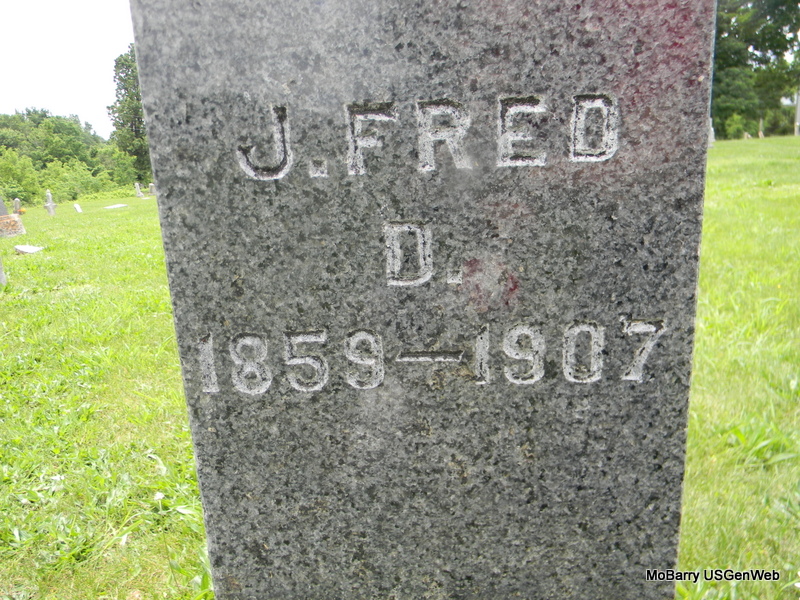 J. FRED
D.
1859–1907
MoBarry USGenWeb